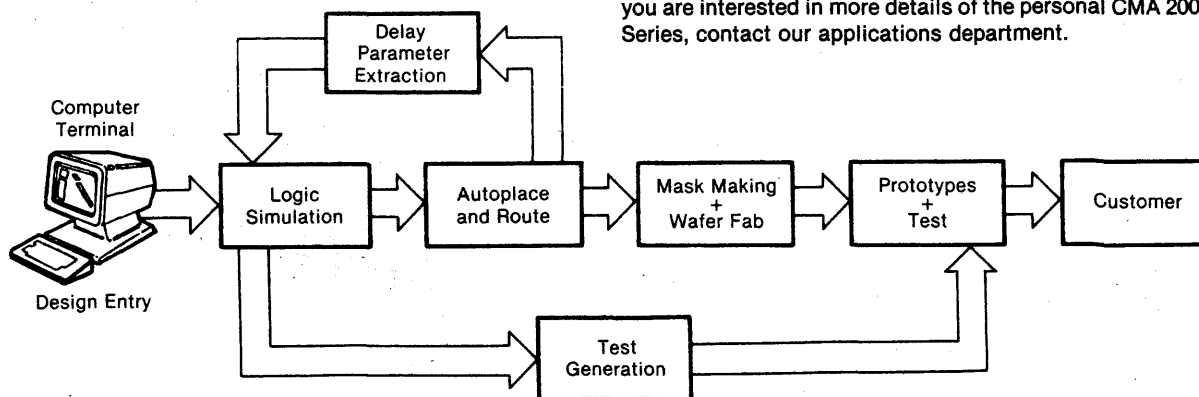 you are interested in more details of the personal CMA 200
Series, contact our applications department.
Delay
Parameter
Extraction
Computer
Terminal
Logic
Simulation
Autoplace
and Route
Mask Making
+
Wafer Fab
Prototypes
+
Test
Customer
Design Entry
Test
Generation